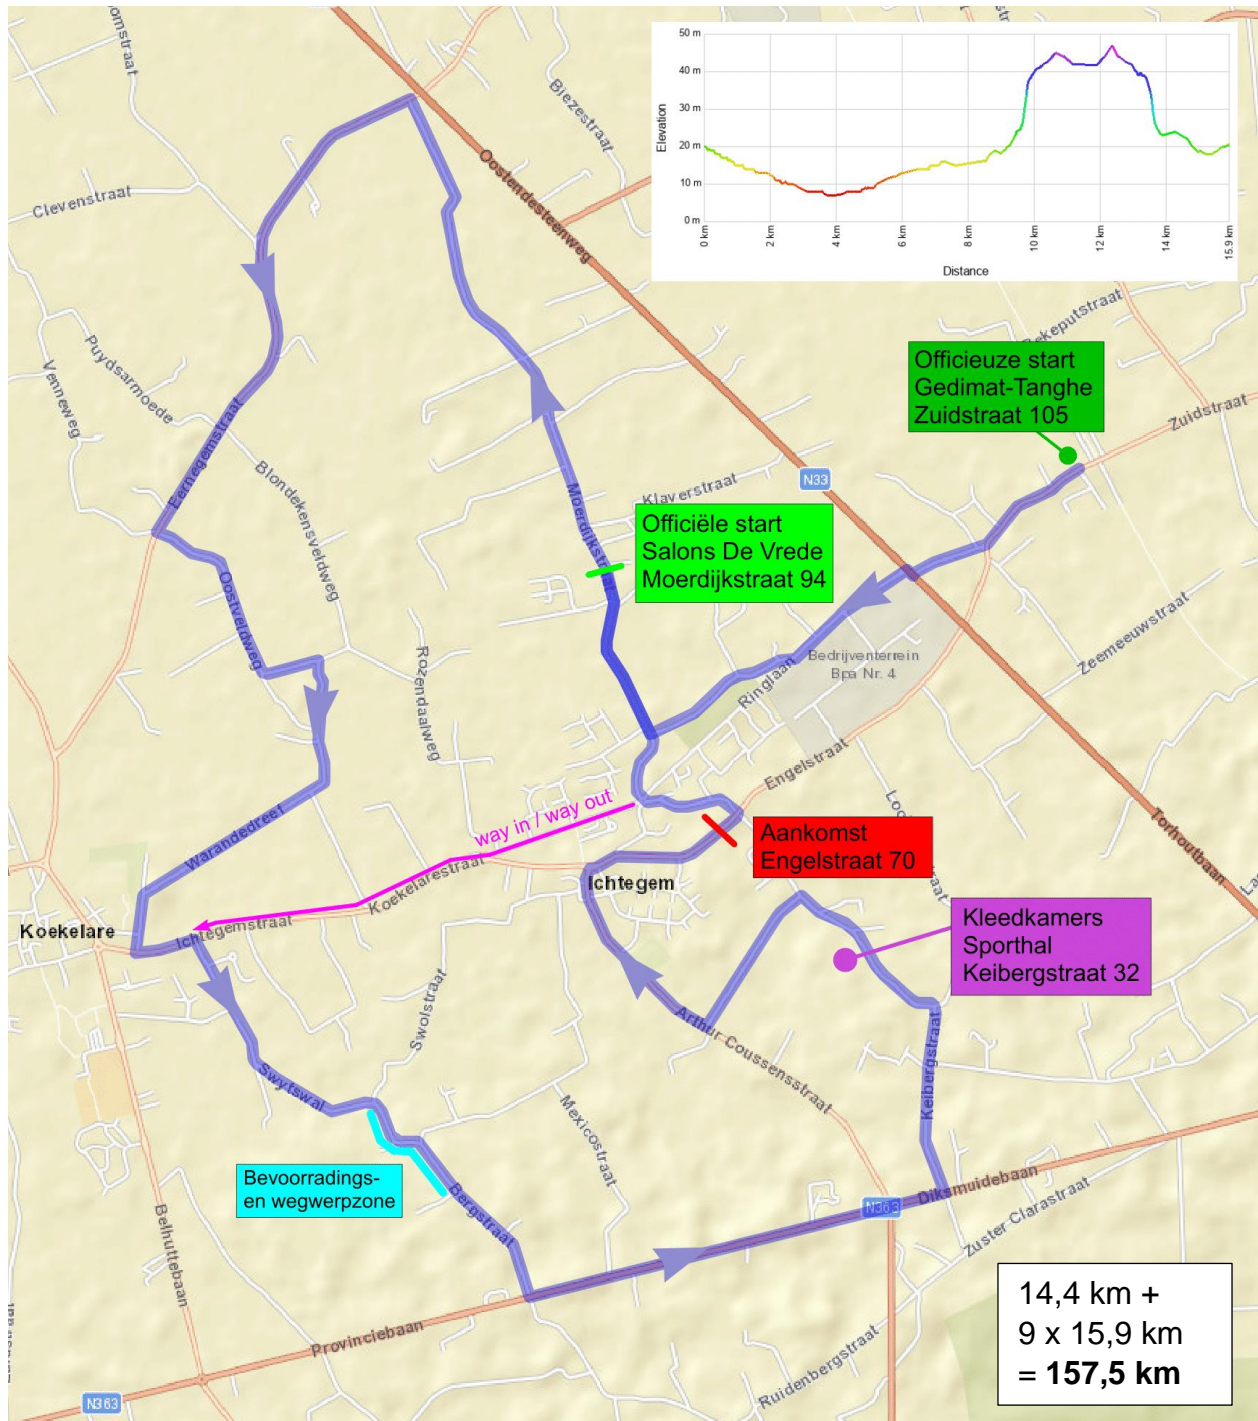 50 m
40 m
30 m
20 m
10 m
0 m
Elevation
0 km
2 km
4 km
6 km
8 km
10 km
12 km
14 km
15.9 km
Distance
Biezestraat
Oostendesteenweg
Clevenstraat
Puydsarmoede
Venneweg
Eernegemstraat
Blondekensveldweg
Oostveldweg
Rozendaalweg
Warandedreef
Officieuze start
Gedimat-Tanghe
Zuidstraat 105
Zuidstraat
N33
Klaverstraat
Moerdijkstraat
Officiële start
Salons De Vrede
Moerdijkstraat 94
Zeemeeuwstraat
Bedrijventerrein
Bpa Nr. 4
Ringlaan
Engelstraat
Torhoutbaan
way in / way out
Aankomst
Engelstraat 70
Koekelarestraat
Ichtegem
Koekelare
Ichtegemstraat
Kleedkamers
Sporthal
Keibergstraat 32
Swolstraat
Arthur Coussensstraat
Keibergstraat
Swytswal
Mexicostraat
Bevoorradings-
en wegwerpzone
Bergstraat
Diksmuidebaan
N363
Zuster Clarastraat
Belhuttebaan
Provinciebaan
Ruidenbergstraat
N363
14,4 km +
9 x 15,9 km
= 157,5 km